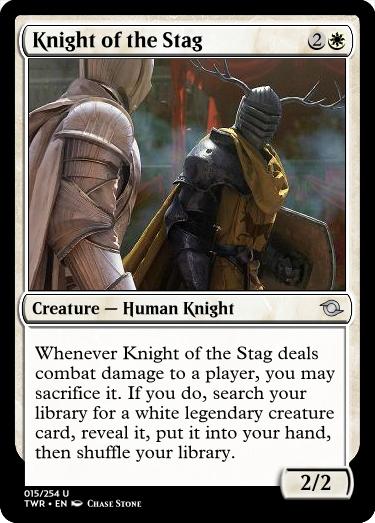 Knight of the Stag 2
Creature — Human Knight
Whenever Knight of the Stag deals
combat damage to a player, you may
sacrifice it. If you do, search your
library for a white legendary creature
card, reveal it, put it into your hand,
then shuffle your library.
2/2
015/254 U
TWR • EN Chase Stone